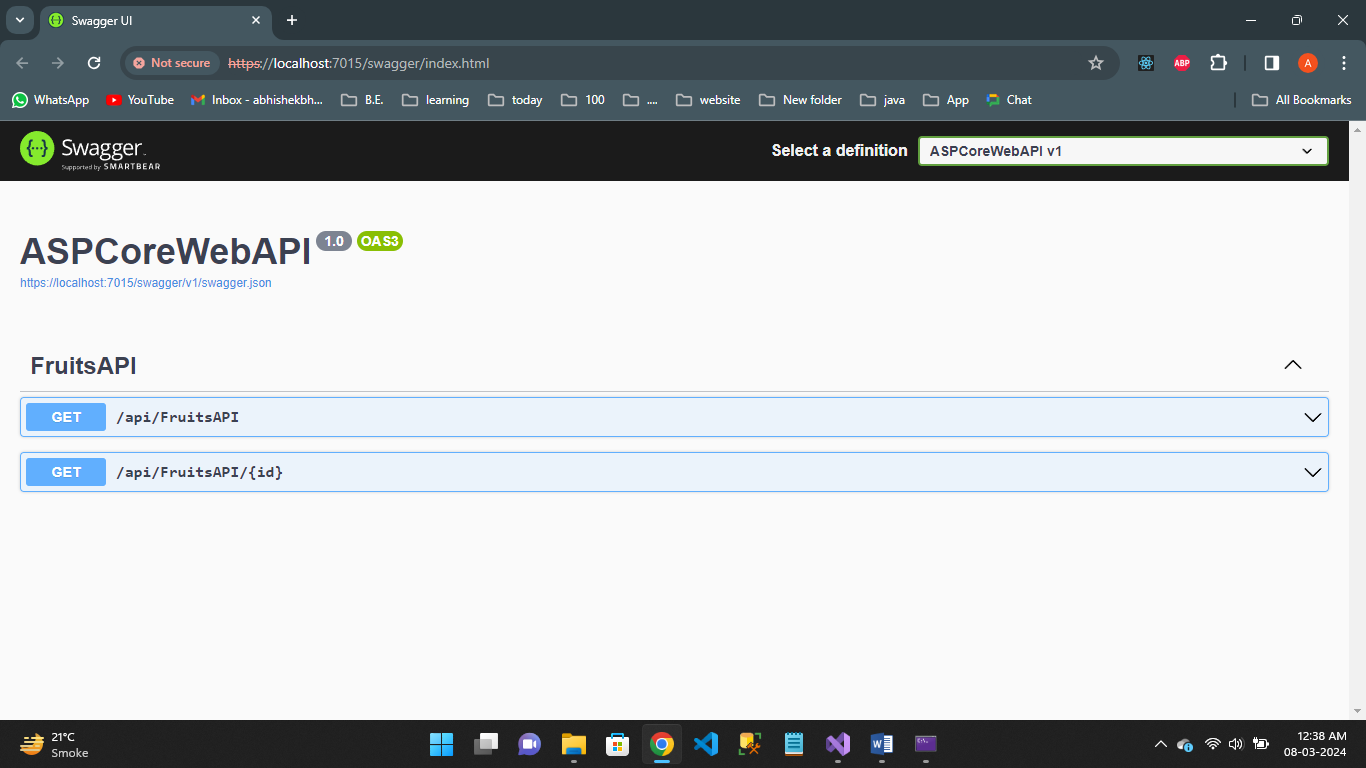 Swagger UI
Not secure
https://localhost:7015/swagger/index.html
ABP
A
WhatsApp YouTube Inbox - abhishekbh... B.E. learning today 100 .... website New folder java App Chat All Bookmarks
{···} Swagger
Supported by SMARTBEAR
Select a definition
ASPCoreWebAPI v1
ASPCoreWebAPI 1.0 OAS3
https://localhost:7015/swagger/v1/swagger.json
FruitsAPI
GET /api/FruitsAPI
GET /api/FruitsAPI/{id}
21°C
Smoke
12:38 AM
08-03-2024